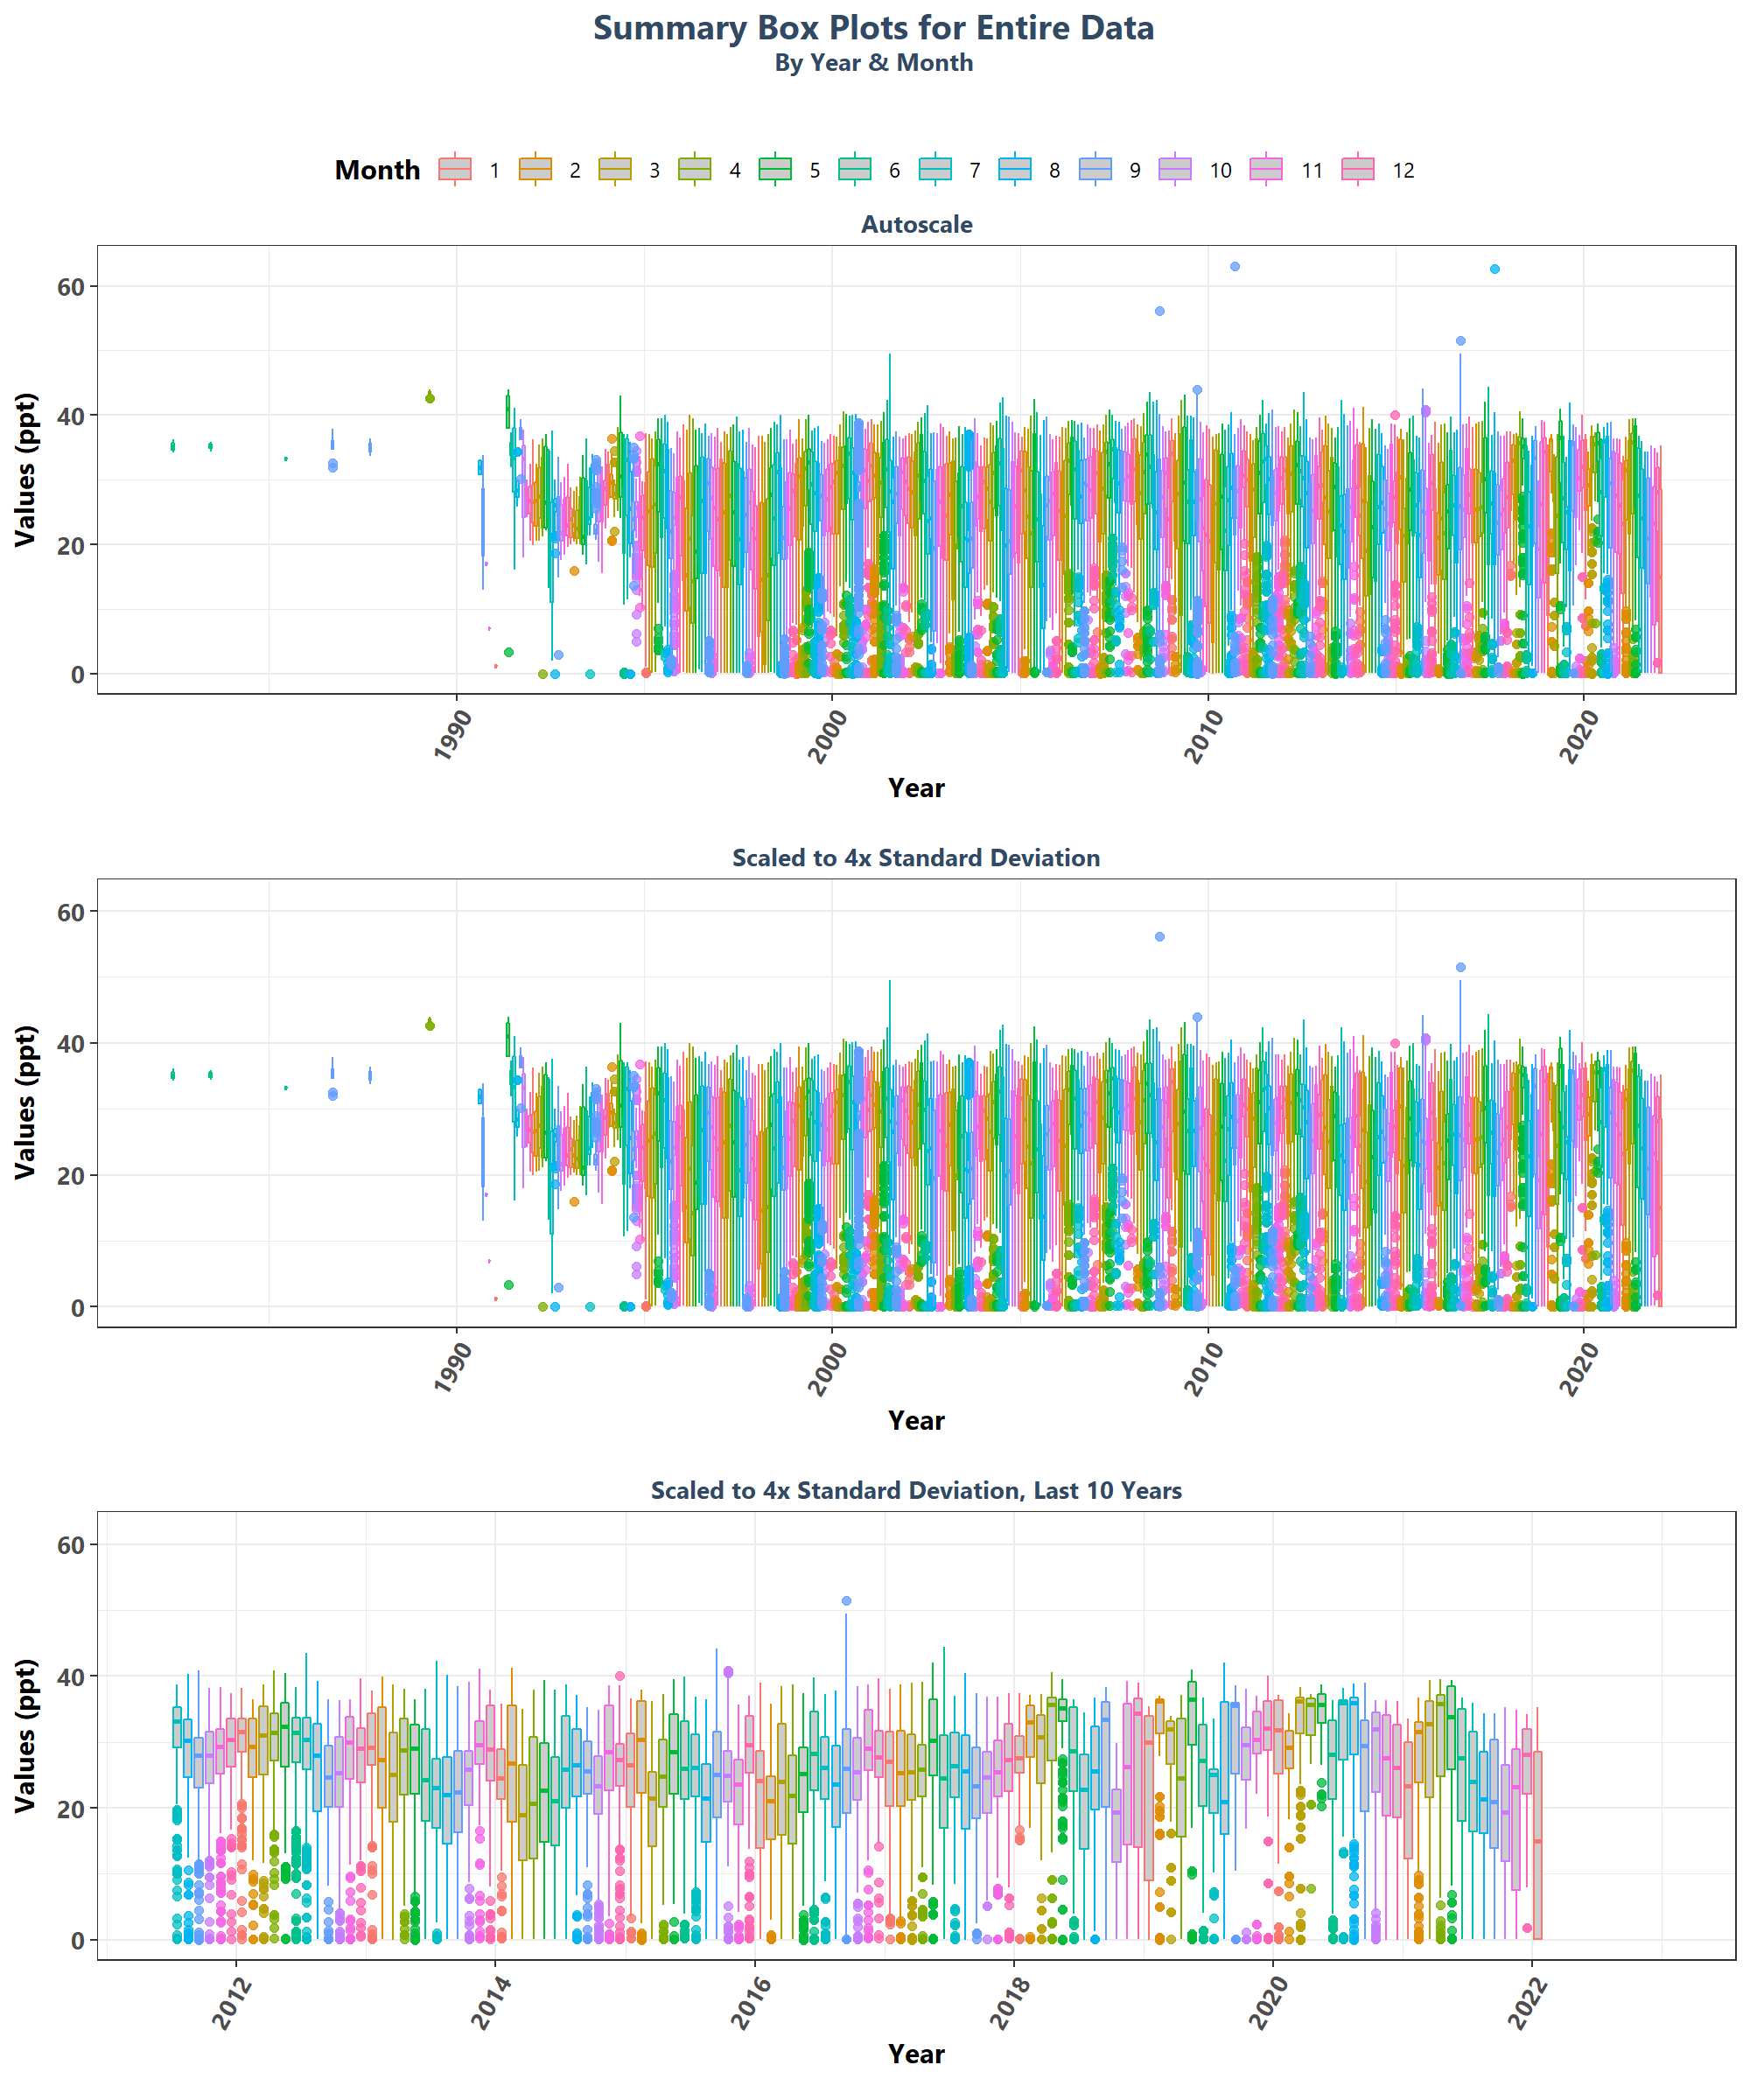 Summary Box Plots for Entire Data
By Year & Month
Month 1 2 3 4 5 6 7 8 9 10 11 12
Autoscale
Values (ppt)
60
40
20
0
1990 2000 2010 2020
Year
Scaled to 4x Standard Deviation
Values (ppt)
60
40
20
0
1990 2000 2010 2020
Year
Scaled to 4x Standard Deviation, Last 10 Years
Values (ppt)
60
40
20
0
2012 2014 2016 2018 2020 2022
Year